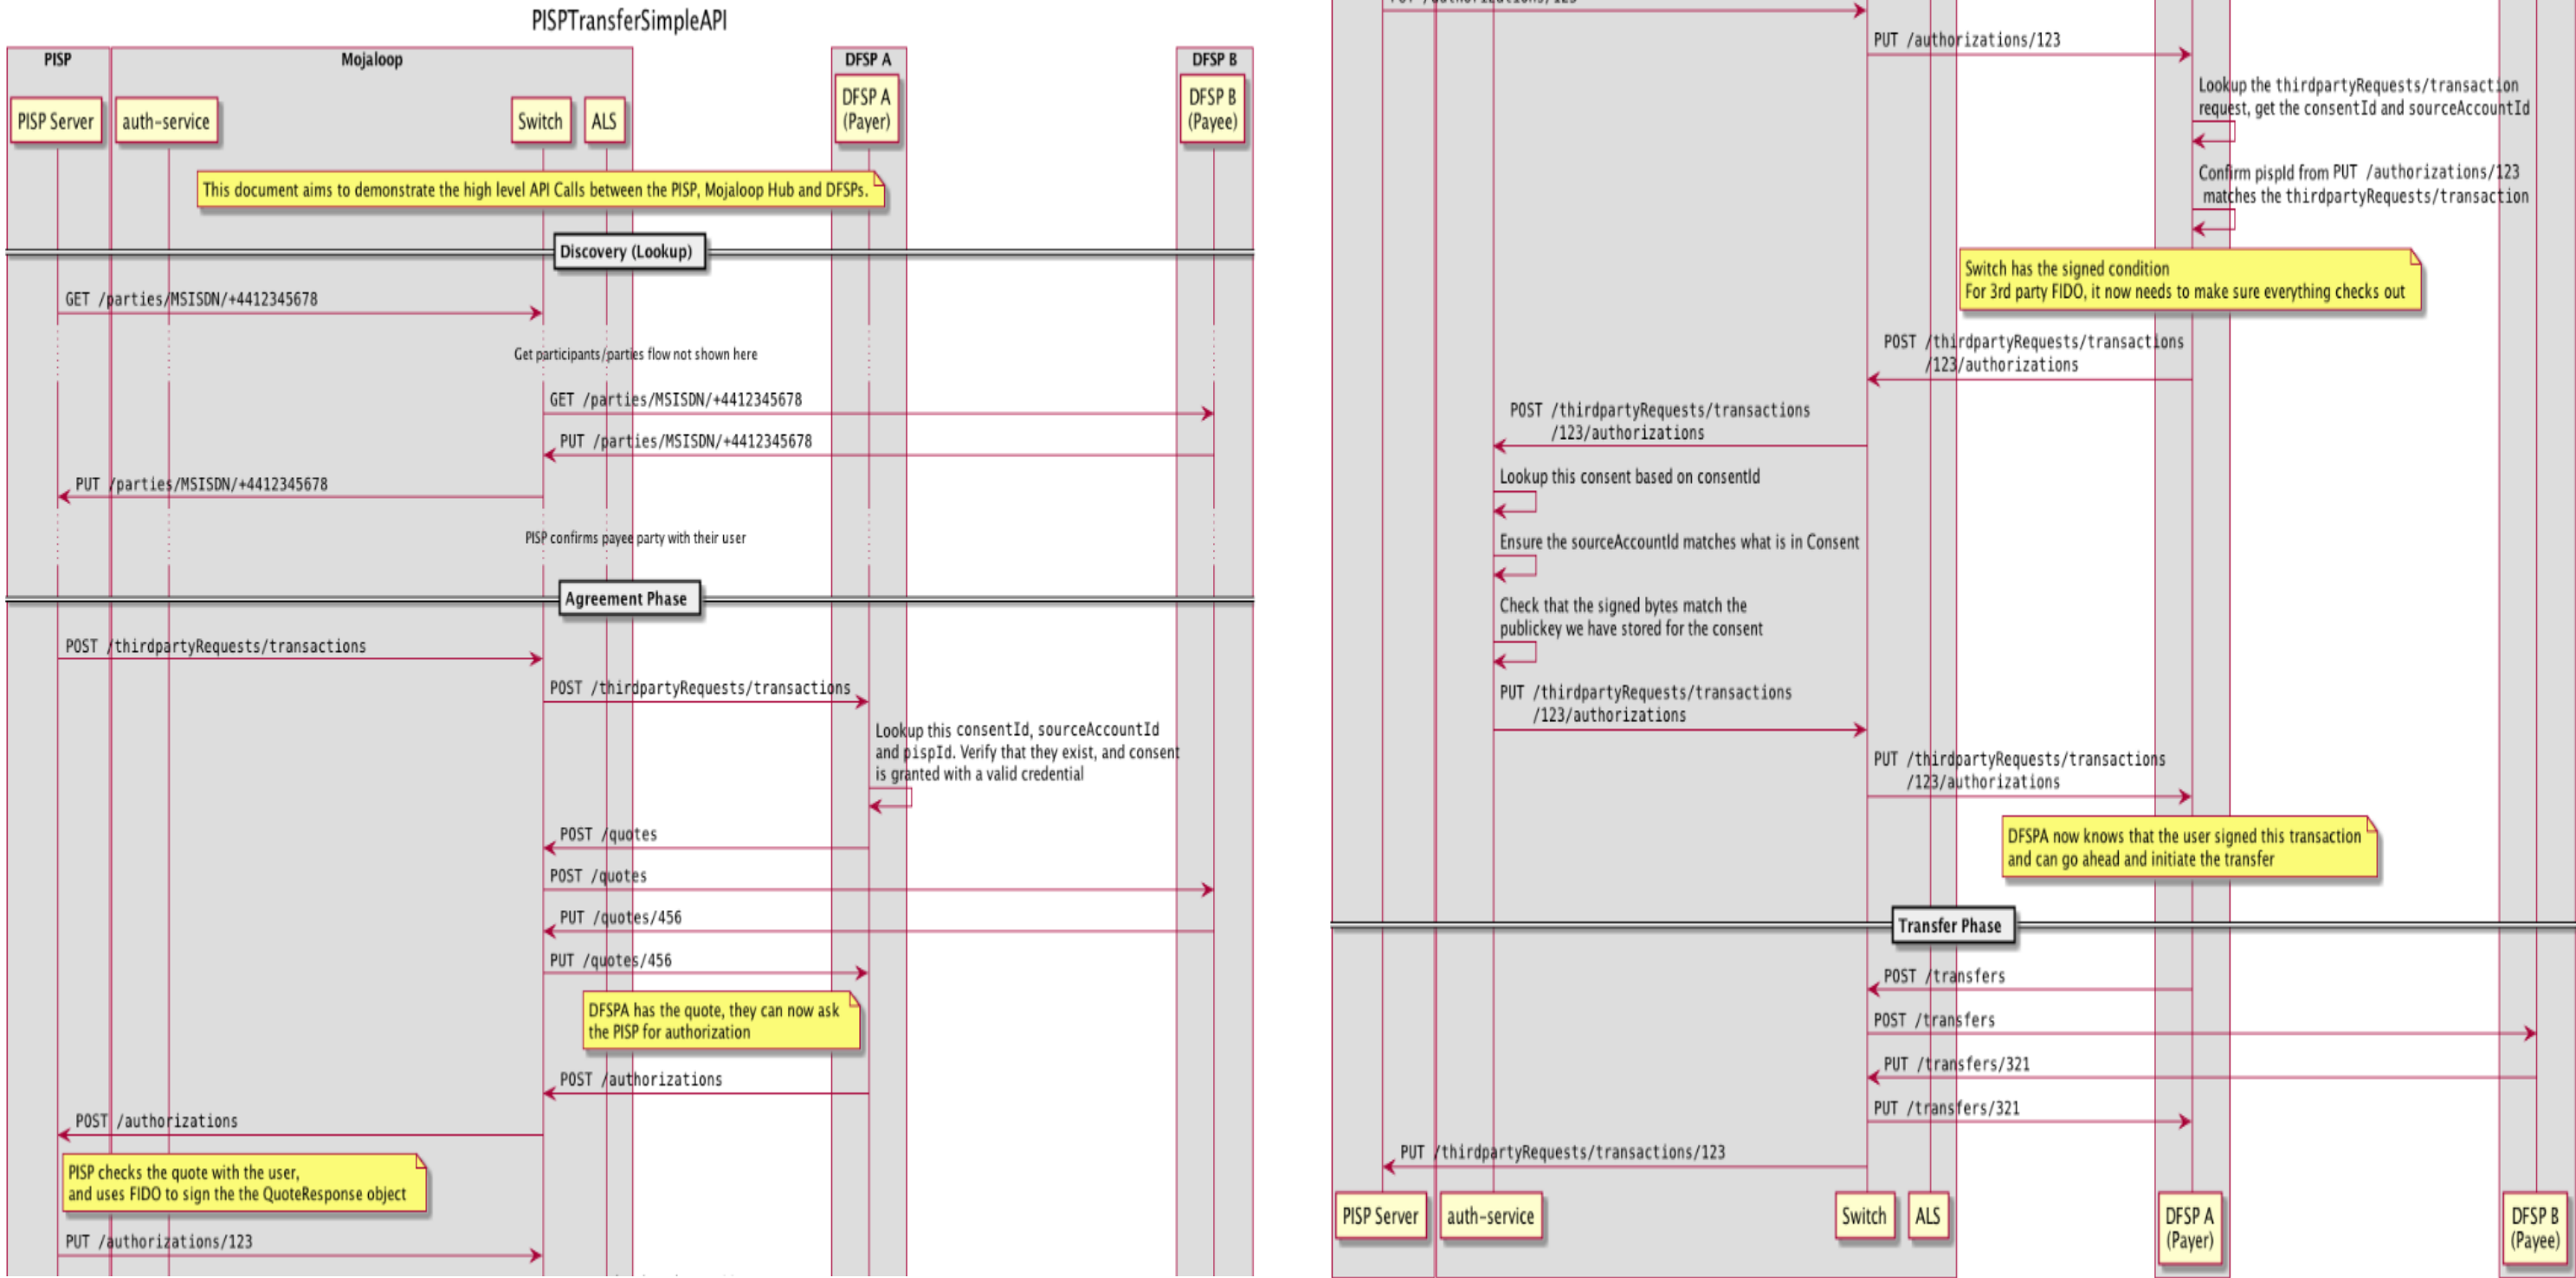 PISPTransferSimpleAPI
PISP
Mojaloop
DFSP A
DFSP B
PISP Server
auth-service
Switch
ALS
DFSP A
(Payer)
DFSP B
(Payee)
This document aims to demonstrate the high level API Calls between the PISP, Mojaloop Hub and DFSPs.
Discovery (Lookup)
GET /parties/MSISDN/+4412345678
Get participants/parties flow not shown here
GET /parties/MSISDN/+4412345678
PUT /parties/MSISDN/+4412345678
PUT /parties/MSISDN/+4412345678
PISP confirms payee party with their user
Agreement Phase
POST /thirdpartyRequests/transactions
POST /thirdpartyRequests/transactions
Lookup this consentId, sourceAccountId
and pispId. Verify that they exist, and consent
is granted with a valid credential
POST /quotes
POST /quotes
PUT /quotes/456
PUT /quotes/456
DFSPA has the quote, they can now ask
the PISP for authorization
POST /authorizations
POST /authorizations
PISP checks the quote with the user,
and uses FIDO to sign the the QuoteResponse object
PUT /authorizations/123
PUT /authorizations/123
PUT /authorizations/123
Lookup the thirdpartyRequests/transaction
request, get the consentId and sourceAccountId
Confirm pispId from PUT /authorizations/123
matches the thirdpartyRequests/transaction
Switch has the signed condition
For 3rd party FIDO, it now needs to make sure everything checks out
POST /thirdpartyRequests/transactions
/123/authorizations
POST /thirdpartyRequests/transactions
/123/authorizations
Lookup this consent based on consentId
Ensure the sourceAccountId matches what is in Consent
Check that the signed bytes match the
publickey we have stored for the consent
PUT /thirdpartyRequests/transactions
/123/authorizations
PUT /thirdpartyRequests/transactions
/123/authorizations
DFSPA now knows that the user signed this transaction
and can go ahead and initiate the transfer
Transfer Phase
POST /transfers
POST /transfers
PUT /transfers/321
PUT /transfers/321
PUT /thirdpartyRequests/transactions/123
PISP Server
auth-service
Switch
ALS
DFSP A
(Payer)
DFSP B
(Payee)